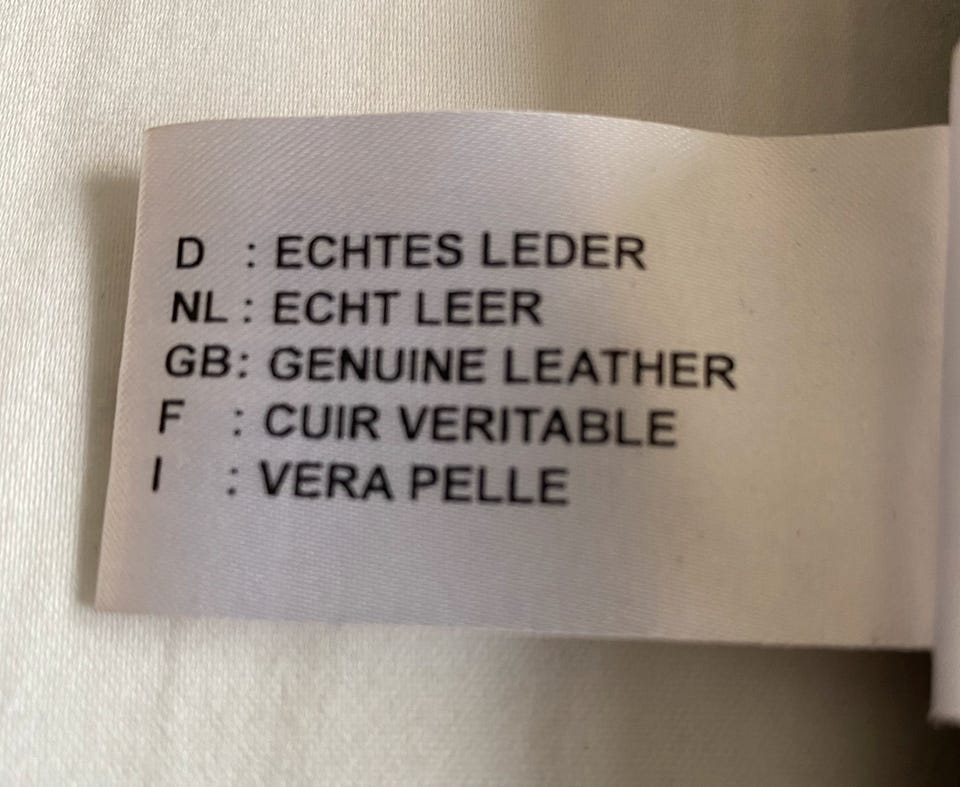 D : ECHTES LEDER
NL : ECHT LEER
GB : GENUINE LEATHER
F : CUIR VERITABLE
I : VERA PELLE